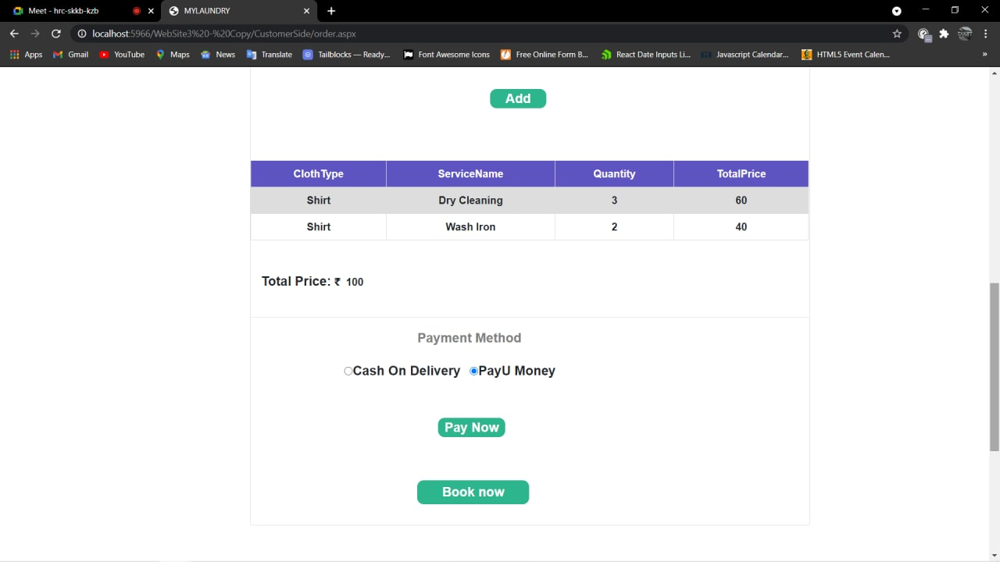 Meet - hrc-skkb-kzb
MYLAUNDRY
localhost:5966/WebSite3%20-%20Copy/CustomerSide/order.aspx
Apps Gmail YouTube Maps News Translate Tailblocks — Ready... Font Awesome Icons Free Online Form B... React Date Inputs Li... Javascript Calendar... HTML5 Event Calen... »
Add
ClothType ServiceName Quantity TotalPrice
Shirt Dry Cleaning 3 60
Shirt Wash Iron 2 40
Total Price: ₹ 100
Payment Method
Cash On Delivery PayU Money
Pay Now
Book now